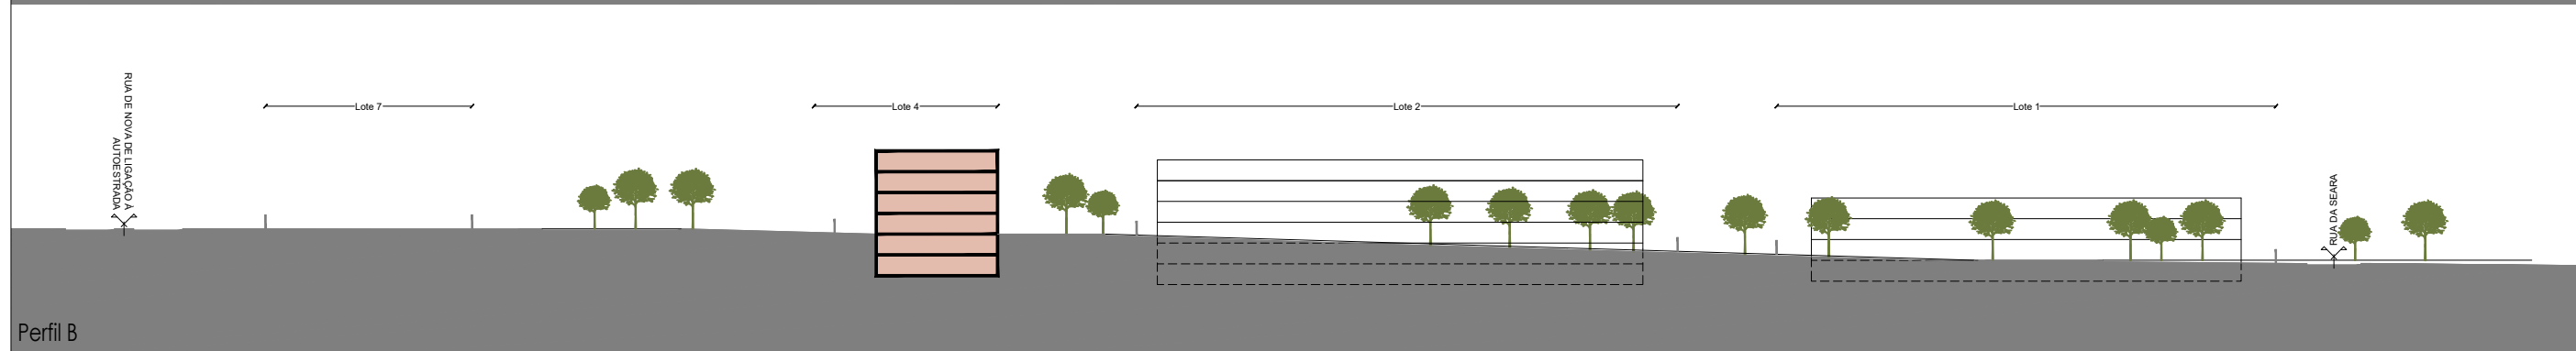 RUA DE NOVA DE LIGAÇÃO À
AUTOESTRADA
Lote 7
Lote 4
Lote 2
Lote 1
RUA DA SEARA
Perfil B